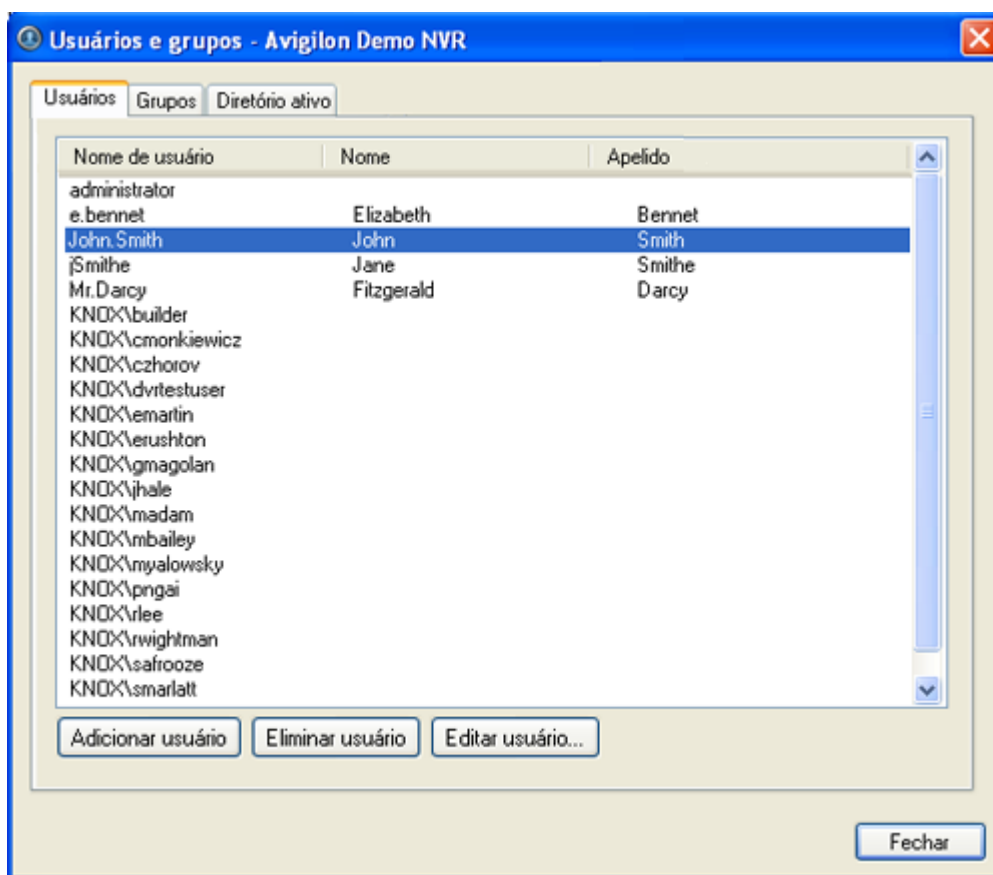 Usuários e grupos - Avigilon Demo NVR
Usuários Grupos Diretório ativo
Nome de usuário Nome Apelido
administrator
e.bennet Elizabeth Bennet
John.Smith John Smith
jSmithe Jane Smithe
Mr.Darcy Fitzgerald Darcy
KNOX\builder
KNOX\cmonkiewicz
KNOX\czhorov
KNOX\dvrtestuser
KNOX\emartin
KNOX\erushton
KNOX\gmagolan
KNOX\jhale
KNOX\madam
KNOX\mbailey
KNOX\myalowsky
KNOX\pngai
KNOX\rlee
KNOX\rwightman
KNOX\safrooze
KNOX\smarlatt
Adicionar usuário Eliminar usuário Editar usuário...
Fechar